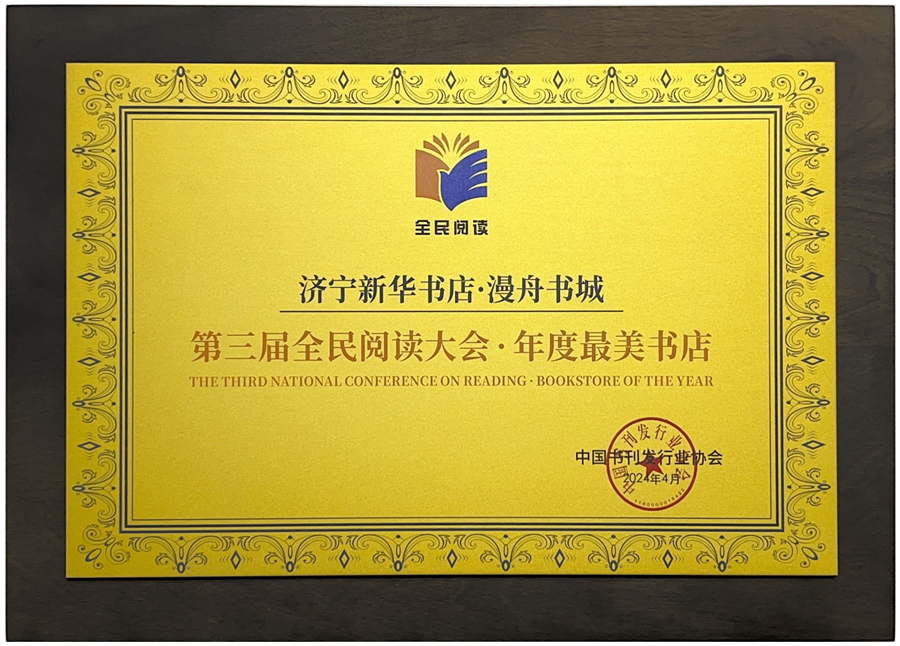 全民阅读
济宁新华书店·漫舟书城
第三届全民阅读大会·年度最美书店
THE THIRD NATIONAL CONFERENCE ON READING · BOOKSTORE OF THE YEAR
中国书刊发行业协会
2024年4月